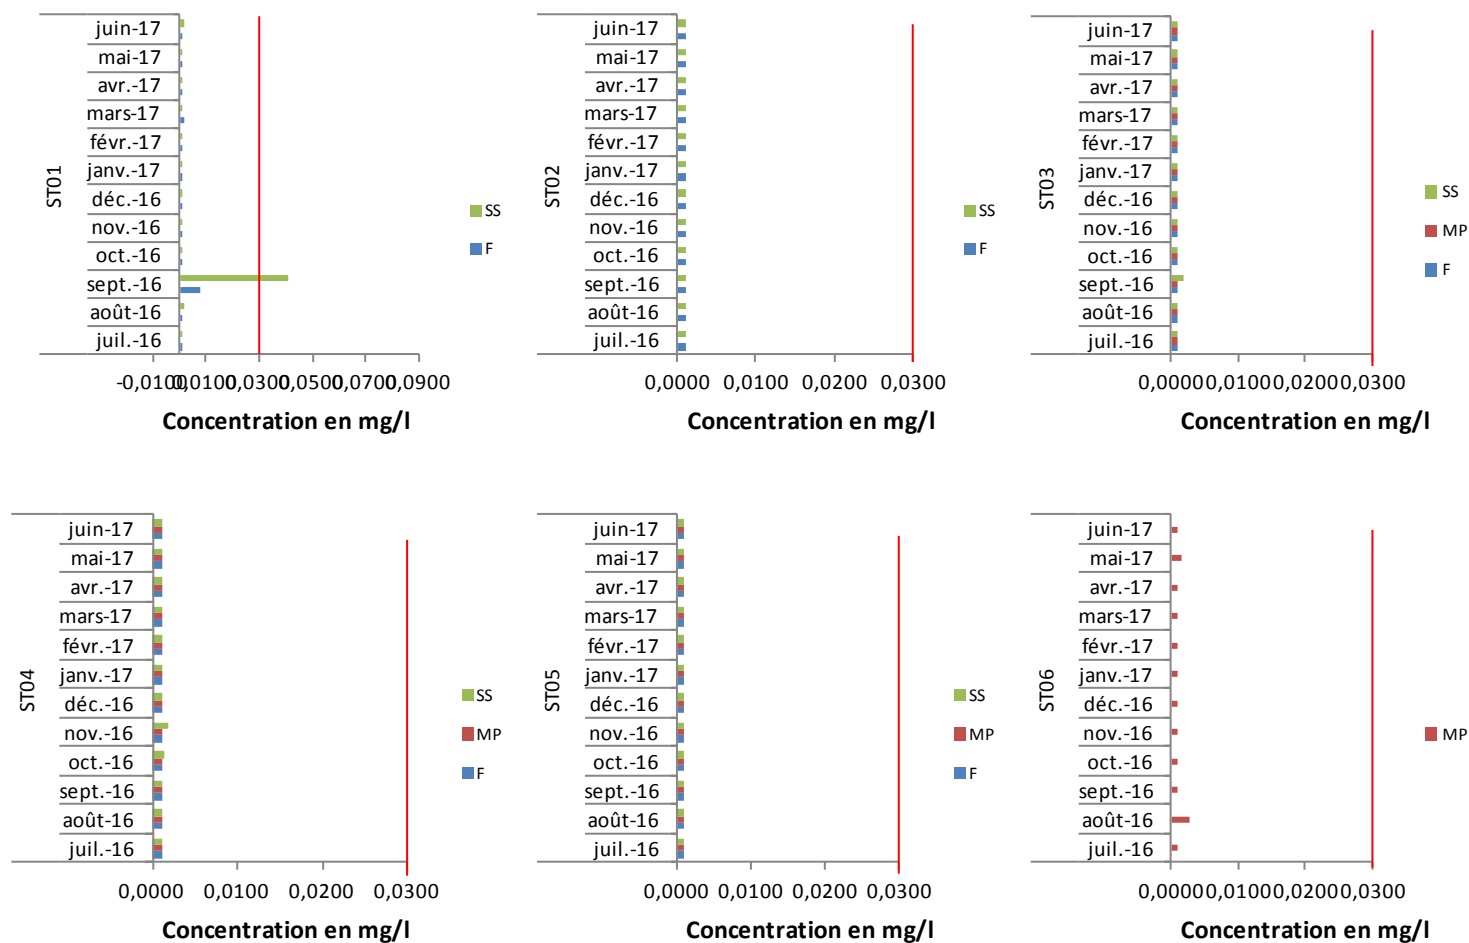 ST01
juin-17
mai-17
avr.-17
mars-17
févr.-17
janv.-17
déc.-16
nov.-16
oct.-16
sept.-16
août-16
juil.-16
-0,0100 0,0100 0,0300 0,0500 0,0700 0,0900
Concentration en mg/l
SS
F
ST02
juin-17
mai-17
avr.-17
mars-17
févr.-17
janv.-17
déc.-16
nov.-16
oct.-16
sept.-16
août-16
juil.-16
0,0000 0,0100 0,0200 0,0300
Concentration en mg/l
SS
F
ST03
juin-17
mai-17
avr.-17
mars-17
févr.-17
janv.-17
déc.-16
nov.-16
oct.-16
sept.-16
août-16
juil.-16
0,0000 0,0100 0,0200 0,0300
Concentration en mg/l
SS
MP
F
ST04
juin-17
mai-17
avr.-17
mars-17
févr.-17
janv.-17
déc.-16
nov.-16
oct.-16
sept.-16
août-16
juil.-16
0,0000 0,0100 0,0200 0,0300
Concentration en mg/l
SS
MP
F
ST05
juin-17
mai-17
avr.-17
mars-17
févr.-17
janv.-17
déc.-16
nov.-16
oct.-16
sept.-16
août-16
juil.-16
0,0000 0,0100 0,0200 0,0300
Concentration en mg/l
SS
MP
F
ST06
juin-17
mai-17
avr.-17
mars-17
févr.-17
janv.-17
déc.-16
nov.-16
oct.-16
sept.-16
août-16
juil.-16
0,0000 0,0100 0,0200 0,0300
Concentration en mg/l
MP